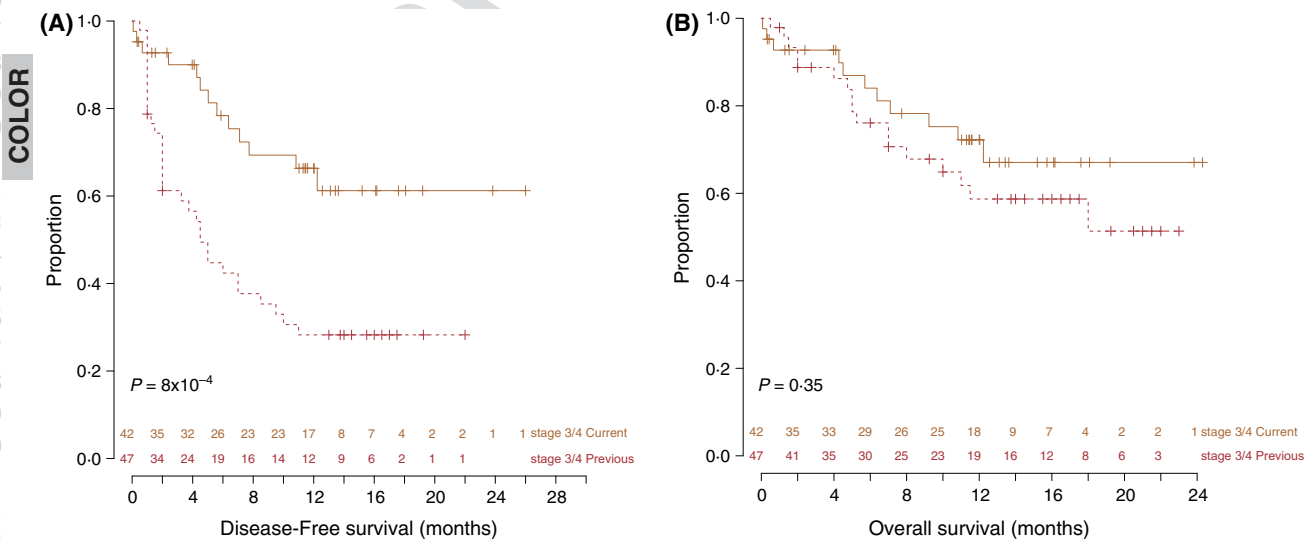 COLOR
(A)
1·0
0·8
0·6
0·4
0·2
0·0
Proportion
P = 8x10⁻⁴
42 35 32 26 23 23 17 8 7 4 2 2 1 1 stage 3/4 Current
47 34 24 19 16 14 12 9 6 2 1 1 stage 3/4 Previous
0 4 8 12 16 20 24 28
Disease-Free survival (months)
(B)
1·0
0·8
0·6
0·4
0·2
0·0
Proportion
P = 0·35
42 35 33 29 26 25 18 9 7 4 2 2 1 stage 3/4 Current
47 41 35 30 25 23 19 16 12 8 6 3 stage 3/4 Previous
0 4 8 12 16 20 24
Overall survival (months)